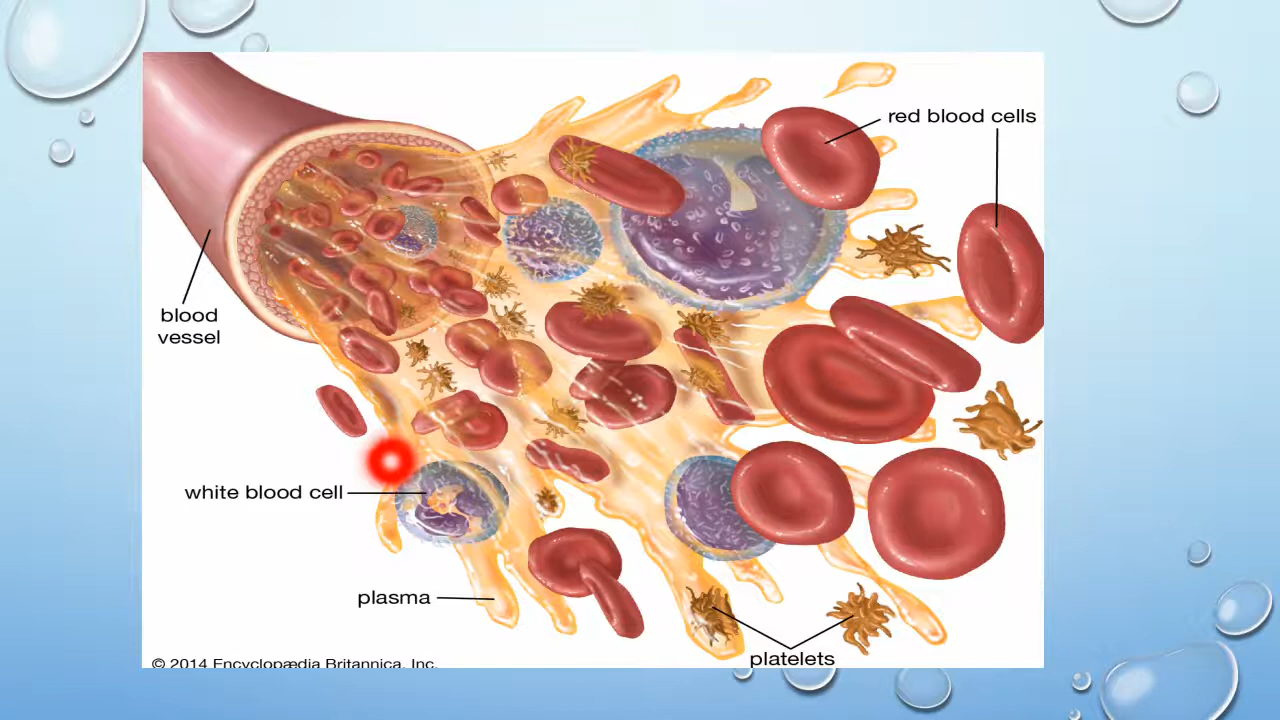 red blood cells
blood
vessel
white blood cell
plasma
platelets
© 2014 Encyclopædia Britannica, Inc.